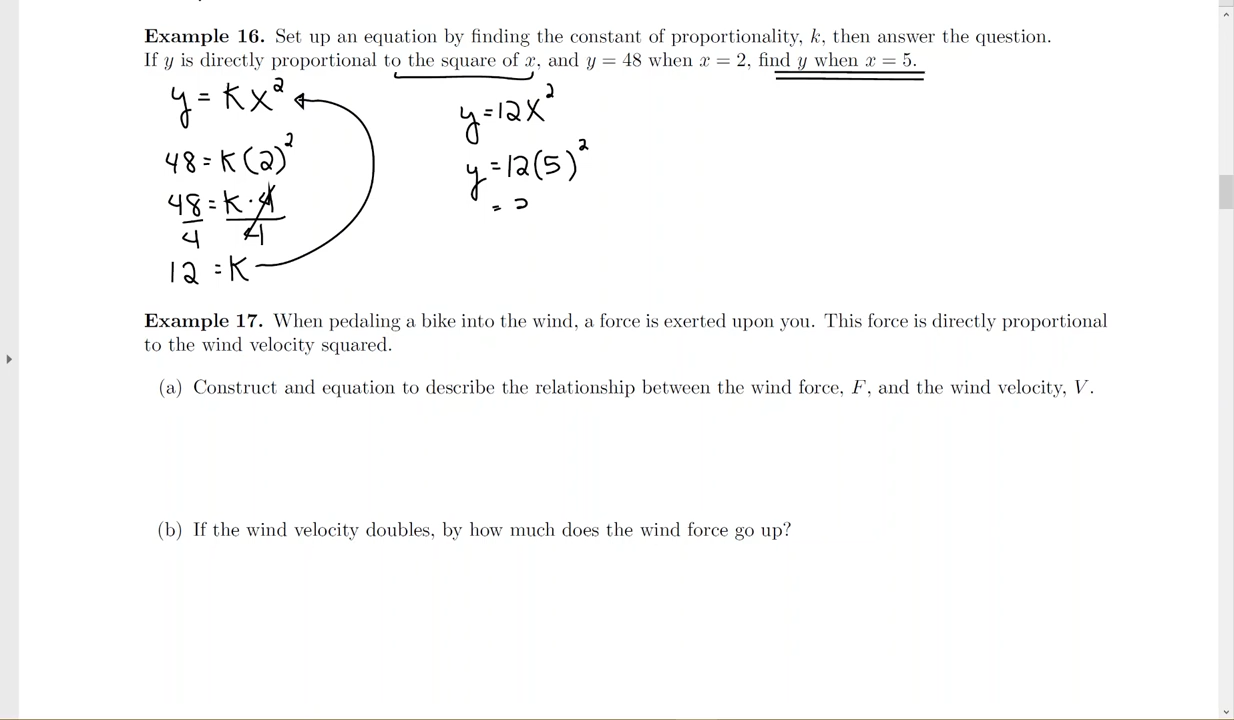 Example 16. Set up an equation by finding the constant of proportionality, k, then answer the question.
If y is directly proportional to the square of x, and y = 48 when x = 2, find y when x = 5.
y = Kx²
y = 12x²
48 = K(2)²
y = 12(5)²
48 = K · 4
4 4
=
12 = K
Example 17. When pedaling a bike into the wind, a force is exerted upon you. This force is directly proportional
to the wind velocity squared.
(a) Construct and equation to describe the relationship between the wind force, F, and the wind velocity, V.
(b) If the wind velocity doubles, by how much does the wind force go up?